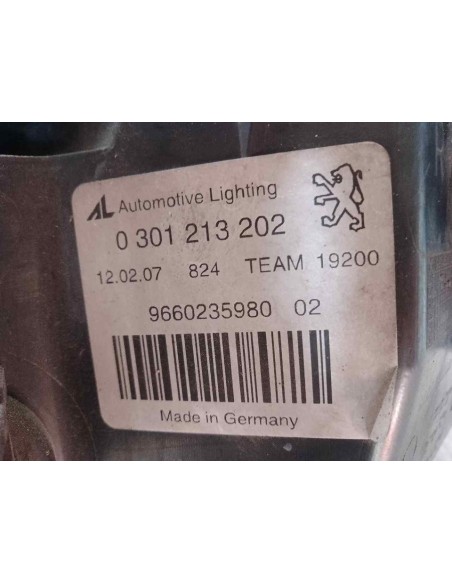 AL Automotive Lighting
0 301 213 202
12.02.07 824 TEAM 19200
9660235980 02
Made in Germany